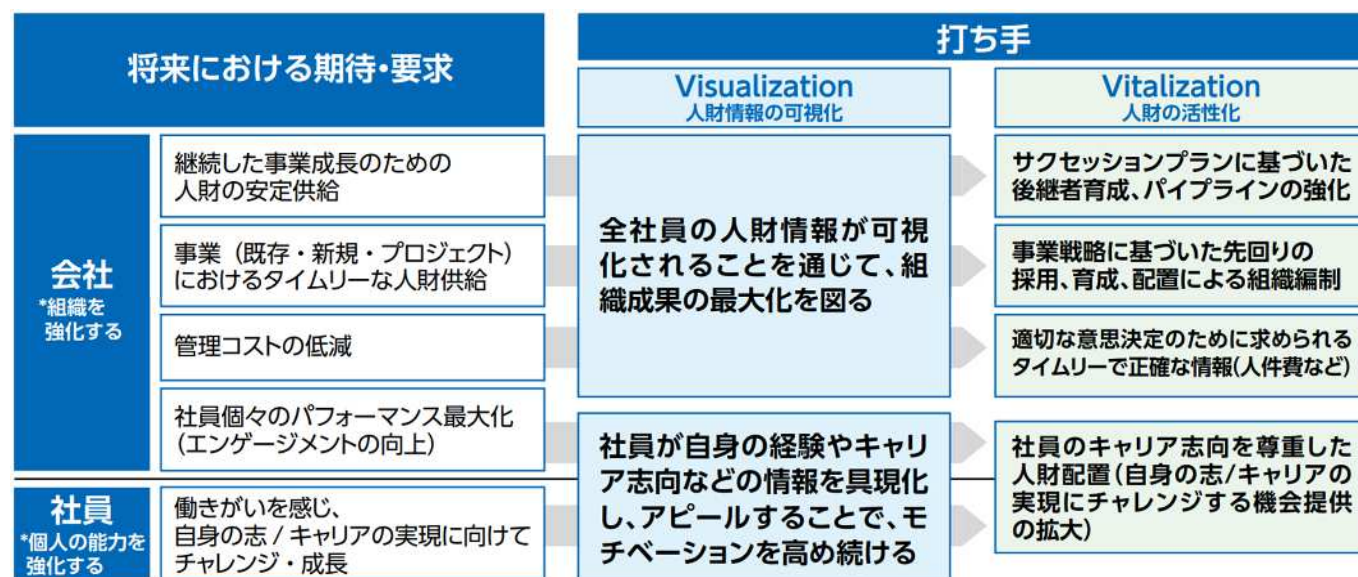 将来における期待・要求
打ち手
Visualization
人財情報の可視化
Vitalization
人財の活性化
会社
*組織を
強化する
継続した事業成長のための
人財の安定供給
事業（既存・新規・プロジェクト）
におけるタイムリーな人財供給
管理コストの低減
社員個々のパフォーマンス最大化
（エンゲージメントの向上）
全社員の人財情報が可視
化されることを通じて、組
織成果の最大化を図る
サクセッションプランに基づいた
後継者育成、パイプラインの強化
事業戦略に基づいた先回りの
採用、育成、配置による組織編制
適切な意思決定のために求められる
タイムリーで正確な情報(人件費など)
社員
*個人の能力を
強化する
働きがいを感じ、
自身の志 / キャリアの実現に向けて
チャレンジ・成長
社員が自身の経験やキャリ
ア志向などの情報を具現化
し、アピールすることで、モ
チベーションを高め続ける
社員のキャリア志向を尊重した
人財配置(自身の志/キャリアの
実現にチャレンジする機会提供
の拡大)